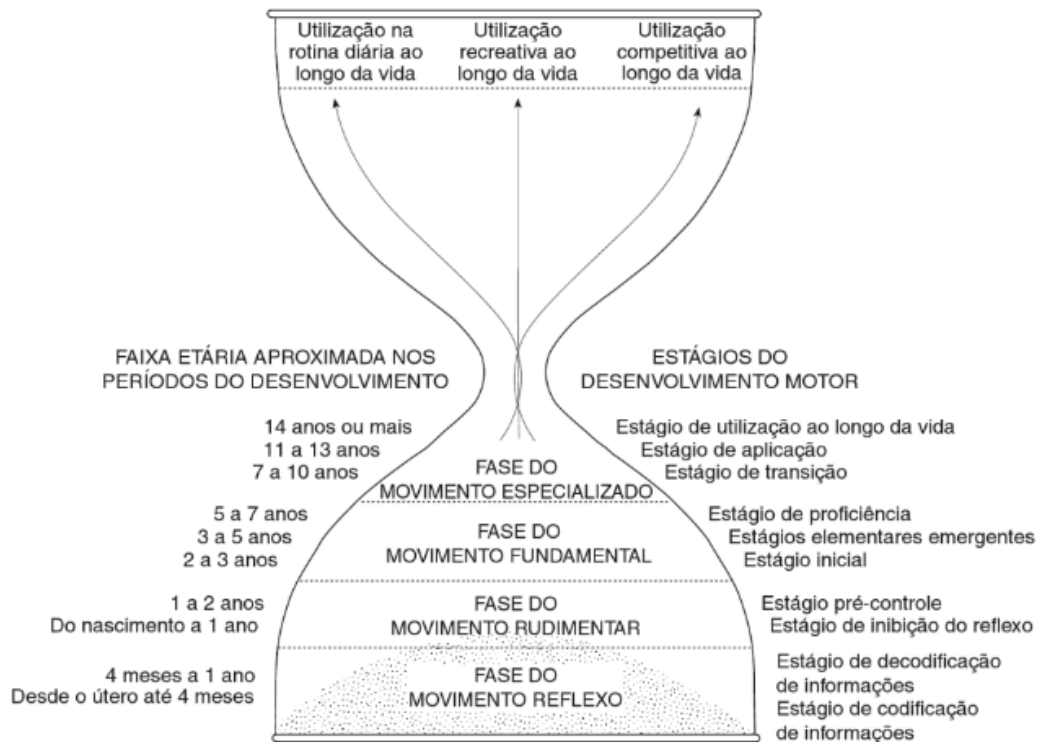 Utilização na
rotina diária ao
longo da vida
Utilização
recreativa ao
longo da vida
Utilização
competitiva ao
longo da vida
FAIXA ETÁRIA APROXIMADA NOS
PERÍODOS DO DESENVOLVIMENTO
ESTÁGIOS DO
DESENVOLVIMENTO MOTOR
14 anos ou mais
11 a 13 anos
7 a 10 anos
FASE DO
MOVIMENTO ESPECIALIZADO
Estágio de utilização ao longo da vida
Estágio de aplicação
Estágio de transição
5 a 7 anos
3 a 5 anos
2 a 3 anos
FASE DO
MOVIMENTO FUNDAMENTAL
Estágio de proficiência
Estágios elementares emergentes
Estágio inicial
1 a 2 anos
Do nascimento a 1 ano
FASE DO
MOVIMENTO RUDIMENTAR
Estágio pré-controle
Estágio de inibição do reflexo
4 meses a 1 ano
Desde o útero até 4 meses
FASE DO
MOVIMENTO REFLEXO
Estágio de decodificação
de informações
Estágio de codificação
de informações